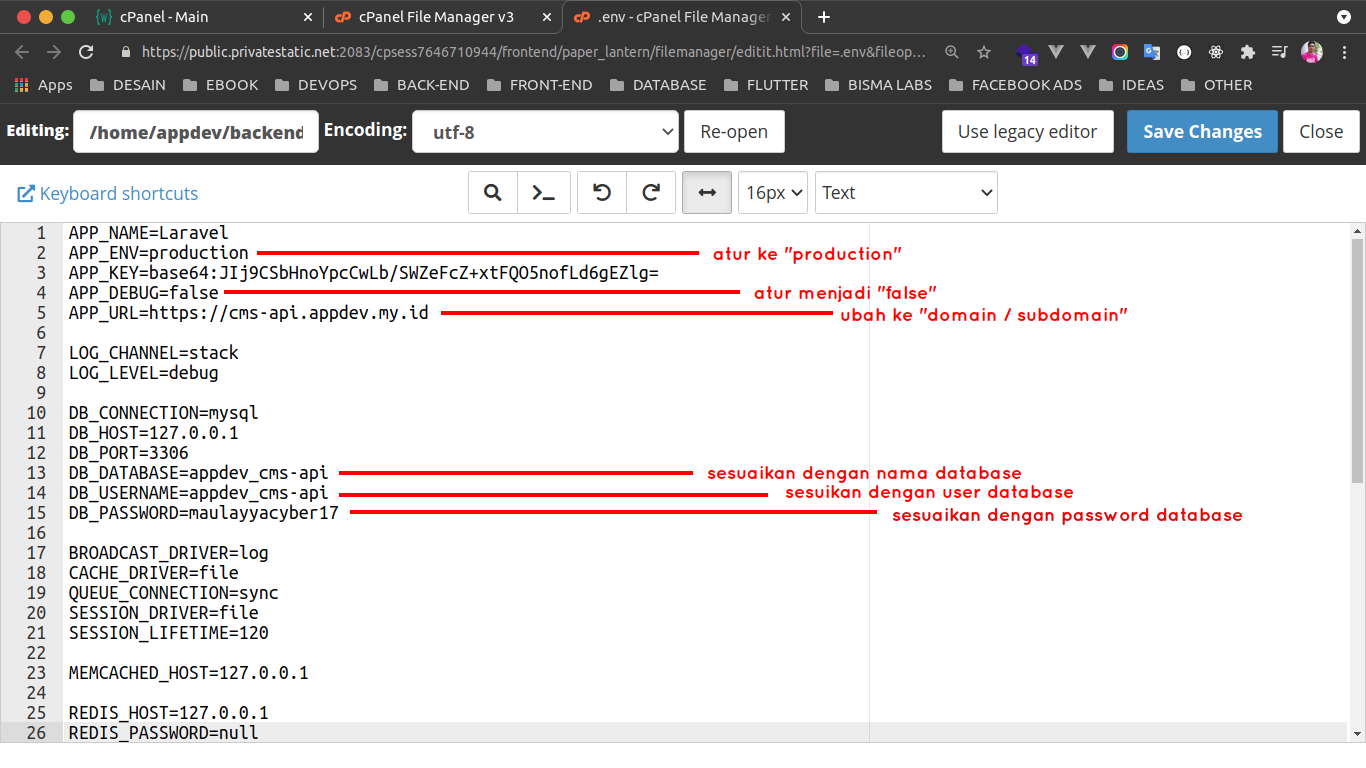 cPanel - Main
cPanel File Manager v3
.env - cPanel File Manager
https://public.privatestatic.net:2083/cpsess7646710944/frontend/paper_lantern/filemanager/editit.html?file=.env&fileop...
14
Apps
DESAIN
EBOOK
DEVOPS
BACK-END
FRONT-END
DATABASE
FLUTTER
BISMA LABS
FACEBOOK ADS
IDEAS
OTHER
Editing: /home/appdev/backend Encoding: utf-8 Re-open Use legacy editor Save Changes Close
Keyboard shortcuts 16px Text
1 APP_NAME=Laravel
2 APP_ENV=production atur ke "production"
3 APP_KEY=base64:JIj9CSbHnoYpcCwLb/SWZeFcZ+xtFQO5nofLd6gEZlg=
4 APP_DEBUG=false atur menjadi "false"
5 APP_URL=https://cms-api.appdev.my.id ubah ke "domain / subdomain"
6
7 LOG_CHANNEL=stack
8 LOG_LEVEL=debug
9
10 DB_CONNECTION=mysql
11 DB_HOST=127.0.0.1
12 DB_PORT=3306
13 DB_DATABASE=appdev_cms-api sesuaikan dengan nama database
14 DB_USERNAME=appdev_cms-api sesuikan dengan user database
15 DB_PASSWORD=maulayyacyber17 sesuaikan dengan password database
16
17 BROADCAST_DRIVER=log
18 CACHE_DRIVER=file
19 QUEUE_CONNECTION=sync
20 SESSION_DRIVER=file
21 SESSION_LIFETIME=120
22
23 MEMCACHED_HOST=127.0.0.1
24
25 REDIS_HOST=127.0.0.1
26 REDIS_PASSWORD=null